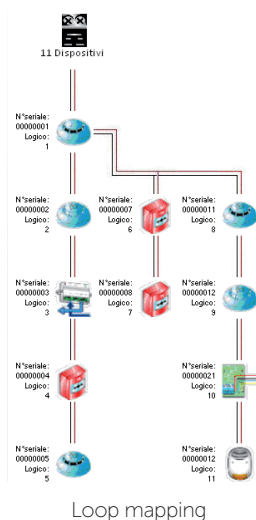 11 Dispositivi
N°seriale:
00000001
Logico:
1
N°seriale:
00000002
Logico:
2
N°seriale:
00000007
Logico:
6
N°seriale:
00000011
Logico:
8
N°seriale:
00000003
Logico:
3
N°seriale:
00000008
Logico:
7
N°seriale:
00000012
Logico:
9
N°seriale:
00000004
Logico:
4
N°seriale:
00000021
Logico:
10
N°seriale:
00000005
Logico:
5
N°seriale:
00000012
Logico:
11
Loop mapping